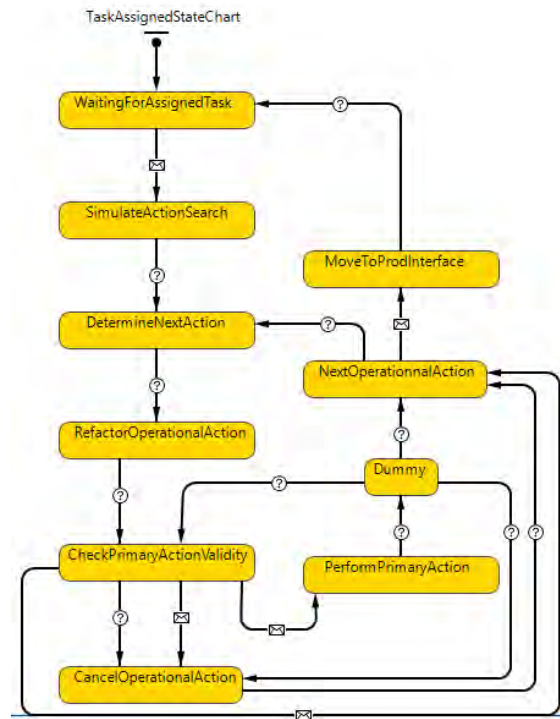 TaskAssignedStateChart
WaitingForAssignedTask
?
SimulateActionSearch
MoveToProdInterface
?
DetermineNextAction
?
NextOperationnalAction
?
RefactorOperationalAction
?
Dummy
?
?
?
?
CheckPrimaryActionValidity
PerformPrimaryAction
?
?
CancelOperationalAction